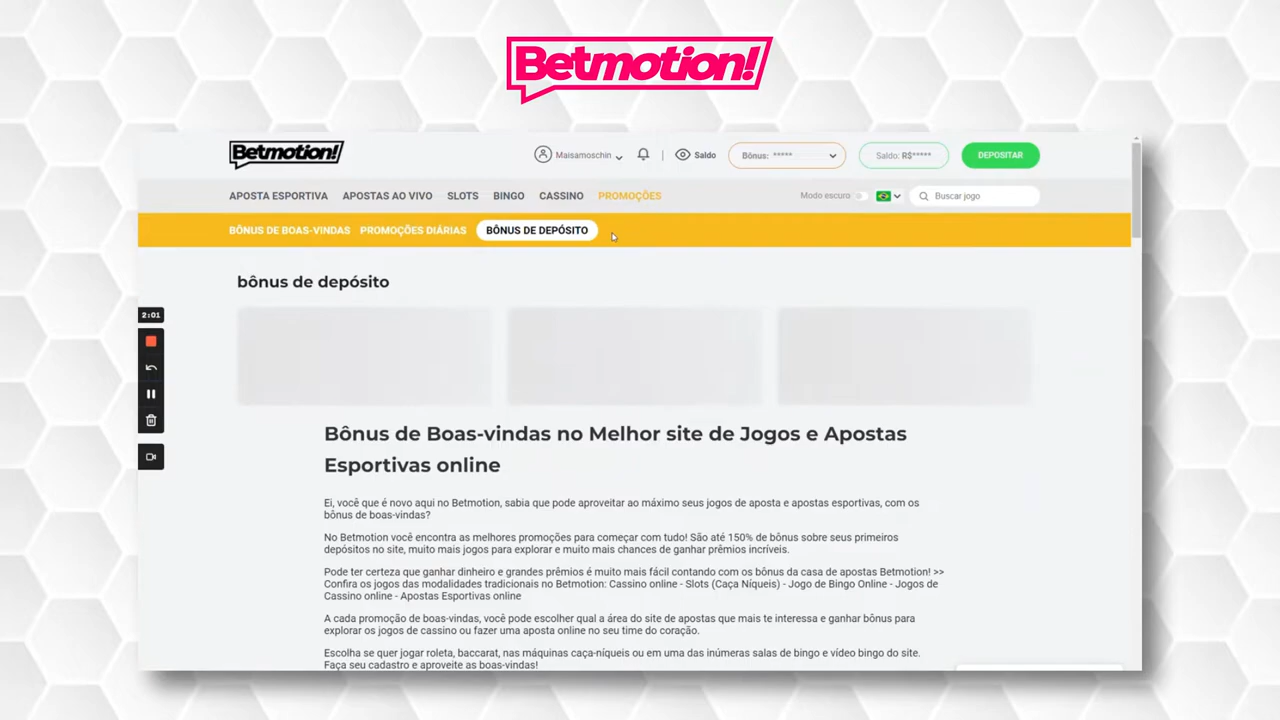 Betmotion!
Betmotion!
Maisamoschin
Saldo
Bônus: *****
Saldo: R$*****
DEPOSITAR
APOSTA ESPORTIVA
APOSTAS AO VIVO
SLOTS
BINGO
CASSINO
PROMOÇÕES
Modo escuro
Buscar jogo
BÔNUS DE BOAS-VINDAS
PROMOÇÕES DIÁRIAS
BÔNUS DE DEPÓSITO
bônus de depósito
2:01
Bônus de Boas-vindas no Melhor site de Jogos e Apostas
Esportivas online
Ei, você que é novo aqui no Betmotion, sabia que pode aproveitar ao máximo seus jogos de aposta e apostas esportivas, com os
bônus de boas-vindas?
No Betmotion você encontra as melhores promoções para começar com tudo! São até 150% de bônus sobre seus primeiros
depósitos no site, muito mais jogos para explorar e muito mais chances de ganhar prêmios incríveis.
Pode ter certeza que ganhar dinheiro e grandes prêmios é muito mais fácil contando com os bônus da casa de apostas Betmotion! >>
Confira os jogos das modalidades tradicionais no Betmotion: Cassino online - Slots (Caça Níqueis) - Jogo de Bingo Online - Jogos de
Cassino online - Apostas Esportivas online
A cada promoção de boas-vindas, você pode escolher qual a área do site de apostas que mais te interessa e ganhar bônus para
explorar os jogos de cassino ou fazer uma aposta online no seu time do coração.
Escolha se quer jogar roleta, baccarat, nas máquinas caça-níqueis ou em uma das inúmeras salas de bingo e vídeo bingo do site.
Faça seu cadastro e aproveite as boas-vindas!